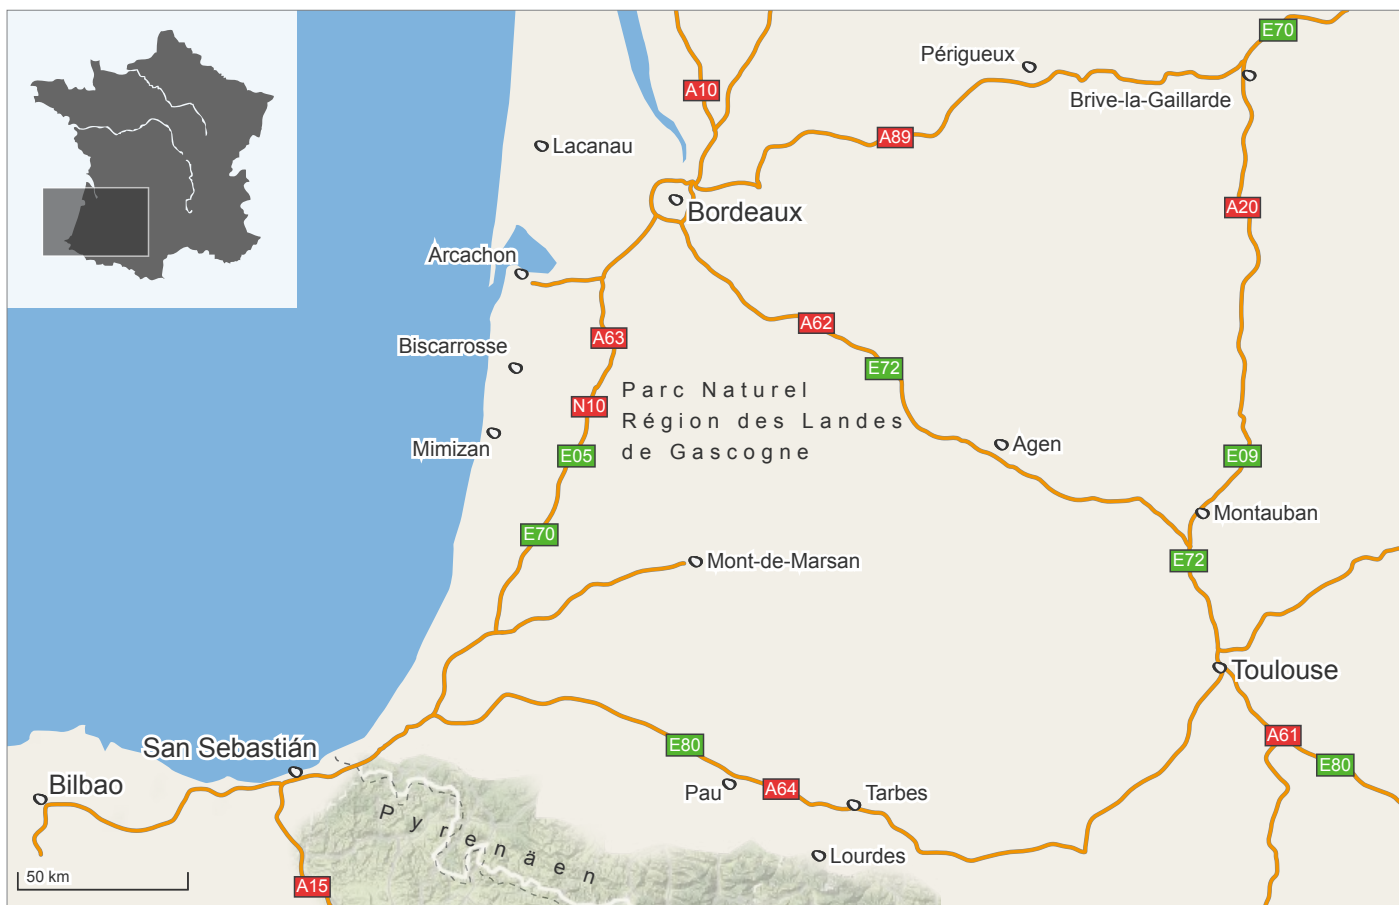 E70
Périgueux
A10
Brive-la-Gaillarde
A89
Lacanau
A20
Bordeaux
Arcachon
A62
A63
Biscarrosse
E72
Parc Naturel
Région des Landes
de Gascogne
N10
Mimizan
Agen
E05
E09
Montauban
E70
Mont-de-Marsan
E72
Toulouse
San Sebastián
E80
A61
E80
Bilbao
Pau
A64
Tarbes
Pyrenäen
Lourdes
50 km
A15